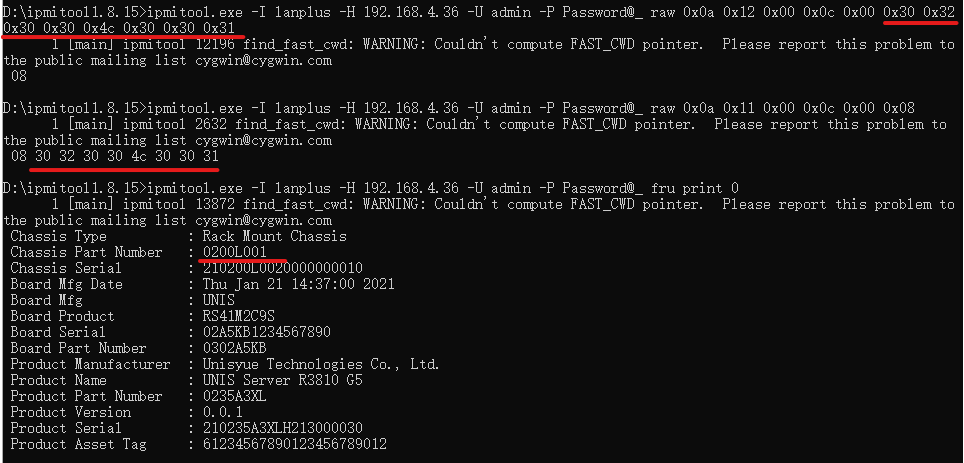 D:\ipmitool1.8.15>ipmitool.exe -I lanplus -H 192.168.4.36 -U admin -P Password@_ raw 0x0a 0x12 0x00 0x0c 0x00 0x30 0x32
0x30 0x30 0x4c 0x30 0x30 0x31
1 [main] ipmitool 12196 find_fast_cwd: WARNING: Couldn't compute FAST_CWD pointer. Please report this problem to
the public mailing list cygwin@cygwin.com
08
D:\ipmitool1.8.15>ipmitool.exe -I lanplus -H 192.168.4.36 -U admin -P Password@_ raw 0x0a 0x11 0x00 0x0c 0x00 0x08
1 [main] ipmitool 2632 find_fast_cwd: WARNING: Couldn't compute FAST_CWD pointer. Please report this problem to
the public mailing list cygwin@cygwin.com
08 30 32 30 30 4c 30 30 31
D:\ipmitool1.8.15>ipmitool.exe -I lanplus -H 192.168.4.36 -U admin -P Password@_ fru print 0
1 [main] ipmitool 13872 find_fast_cwd: WARNING: Couldn't compute FAST_CWD pointer. Please report this problem to
the public mailing list cygwin@cygwin.com
Chassis Type : Rack Mount Chassis
Chassis Part Number : 0200L001
Chassis Serial : 210200L0020000000010
Board Mfg Date : Thu Jan 21 14:37:00 2021
Board Mfg : UNIS
Board Product : RS41M2C9S
Board Serial : 02A5KB1234567890
Board Part Number : 0302A5KB
Product Manufacturer : Unisyue Technologies Co., Ltd.
Product Name : UNIS Server R3810 G5
Product Part Number : 0235A3XL
Product Version : 0.0.1
Product Serial : 210235A3XLH213000030
Product Asset Tag : 61234567890123456789012